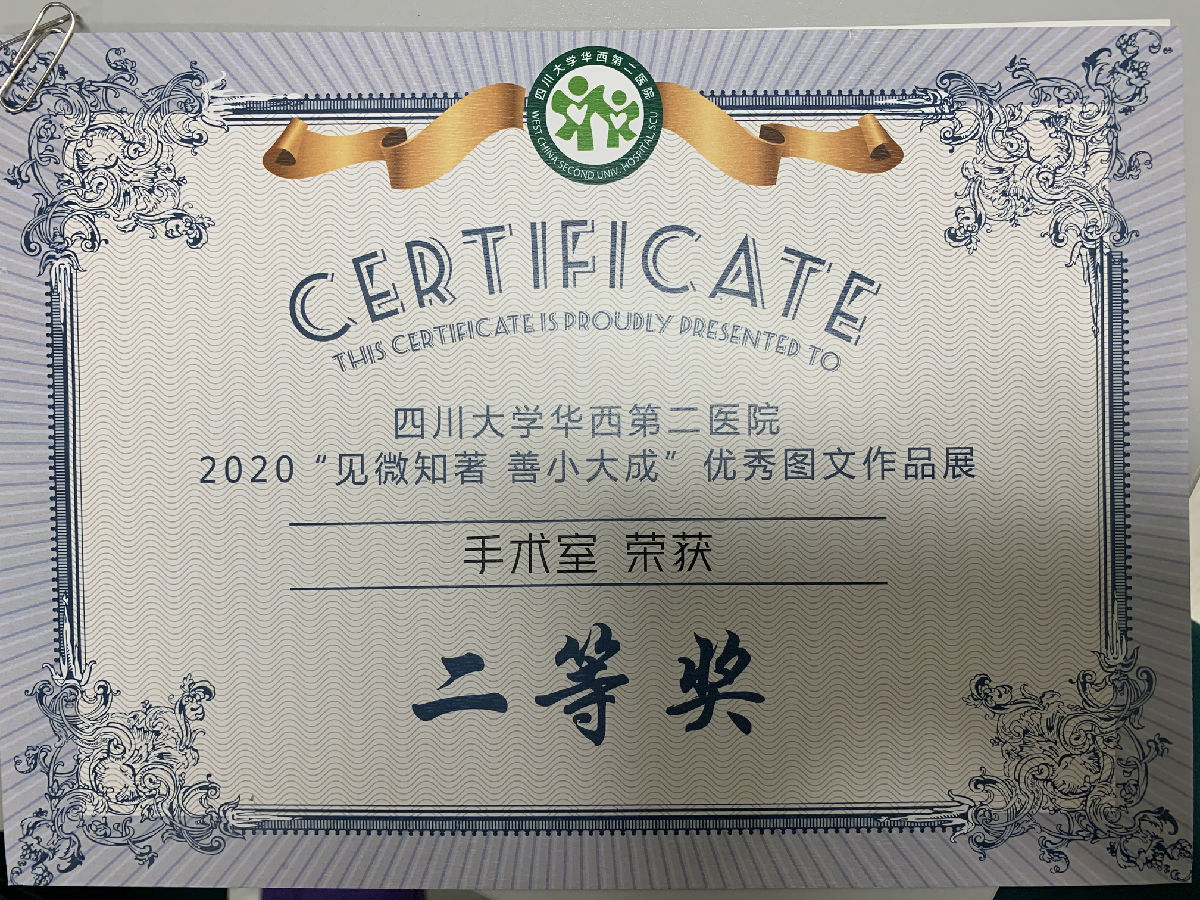 四川大学华西第二医院
WEST CHINA SECOND UNIV. HOSPITAL SCU
CERTIFICATE
THIS CERTIFICATE IS PROUDLY PRESENTED TO
四川大学华西第二医院
2020“见微知著 善小大成”优秀图文作品展
手术室 荣获
二等奖